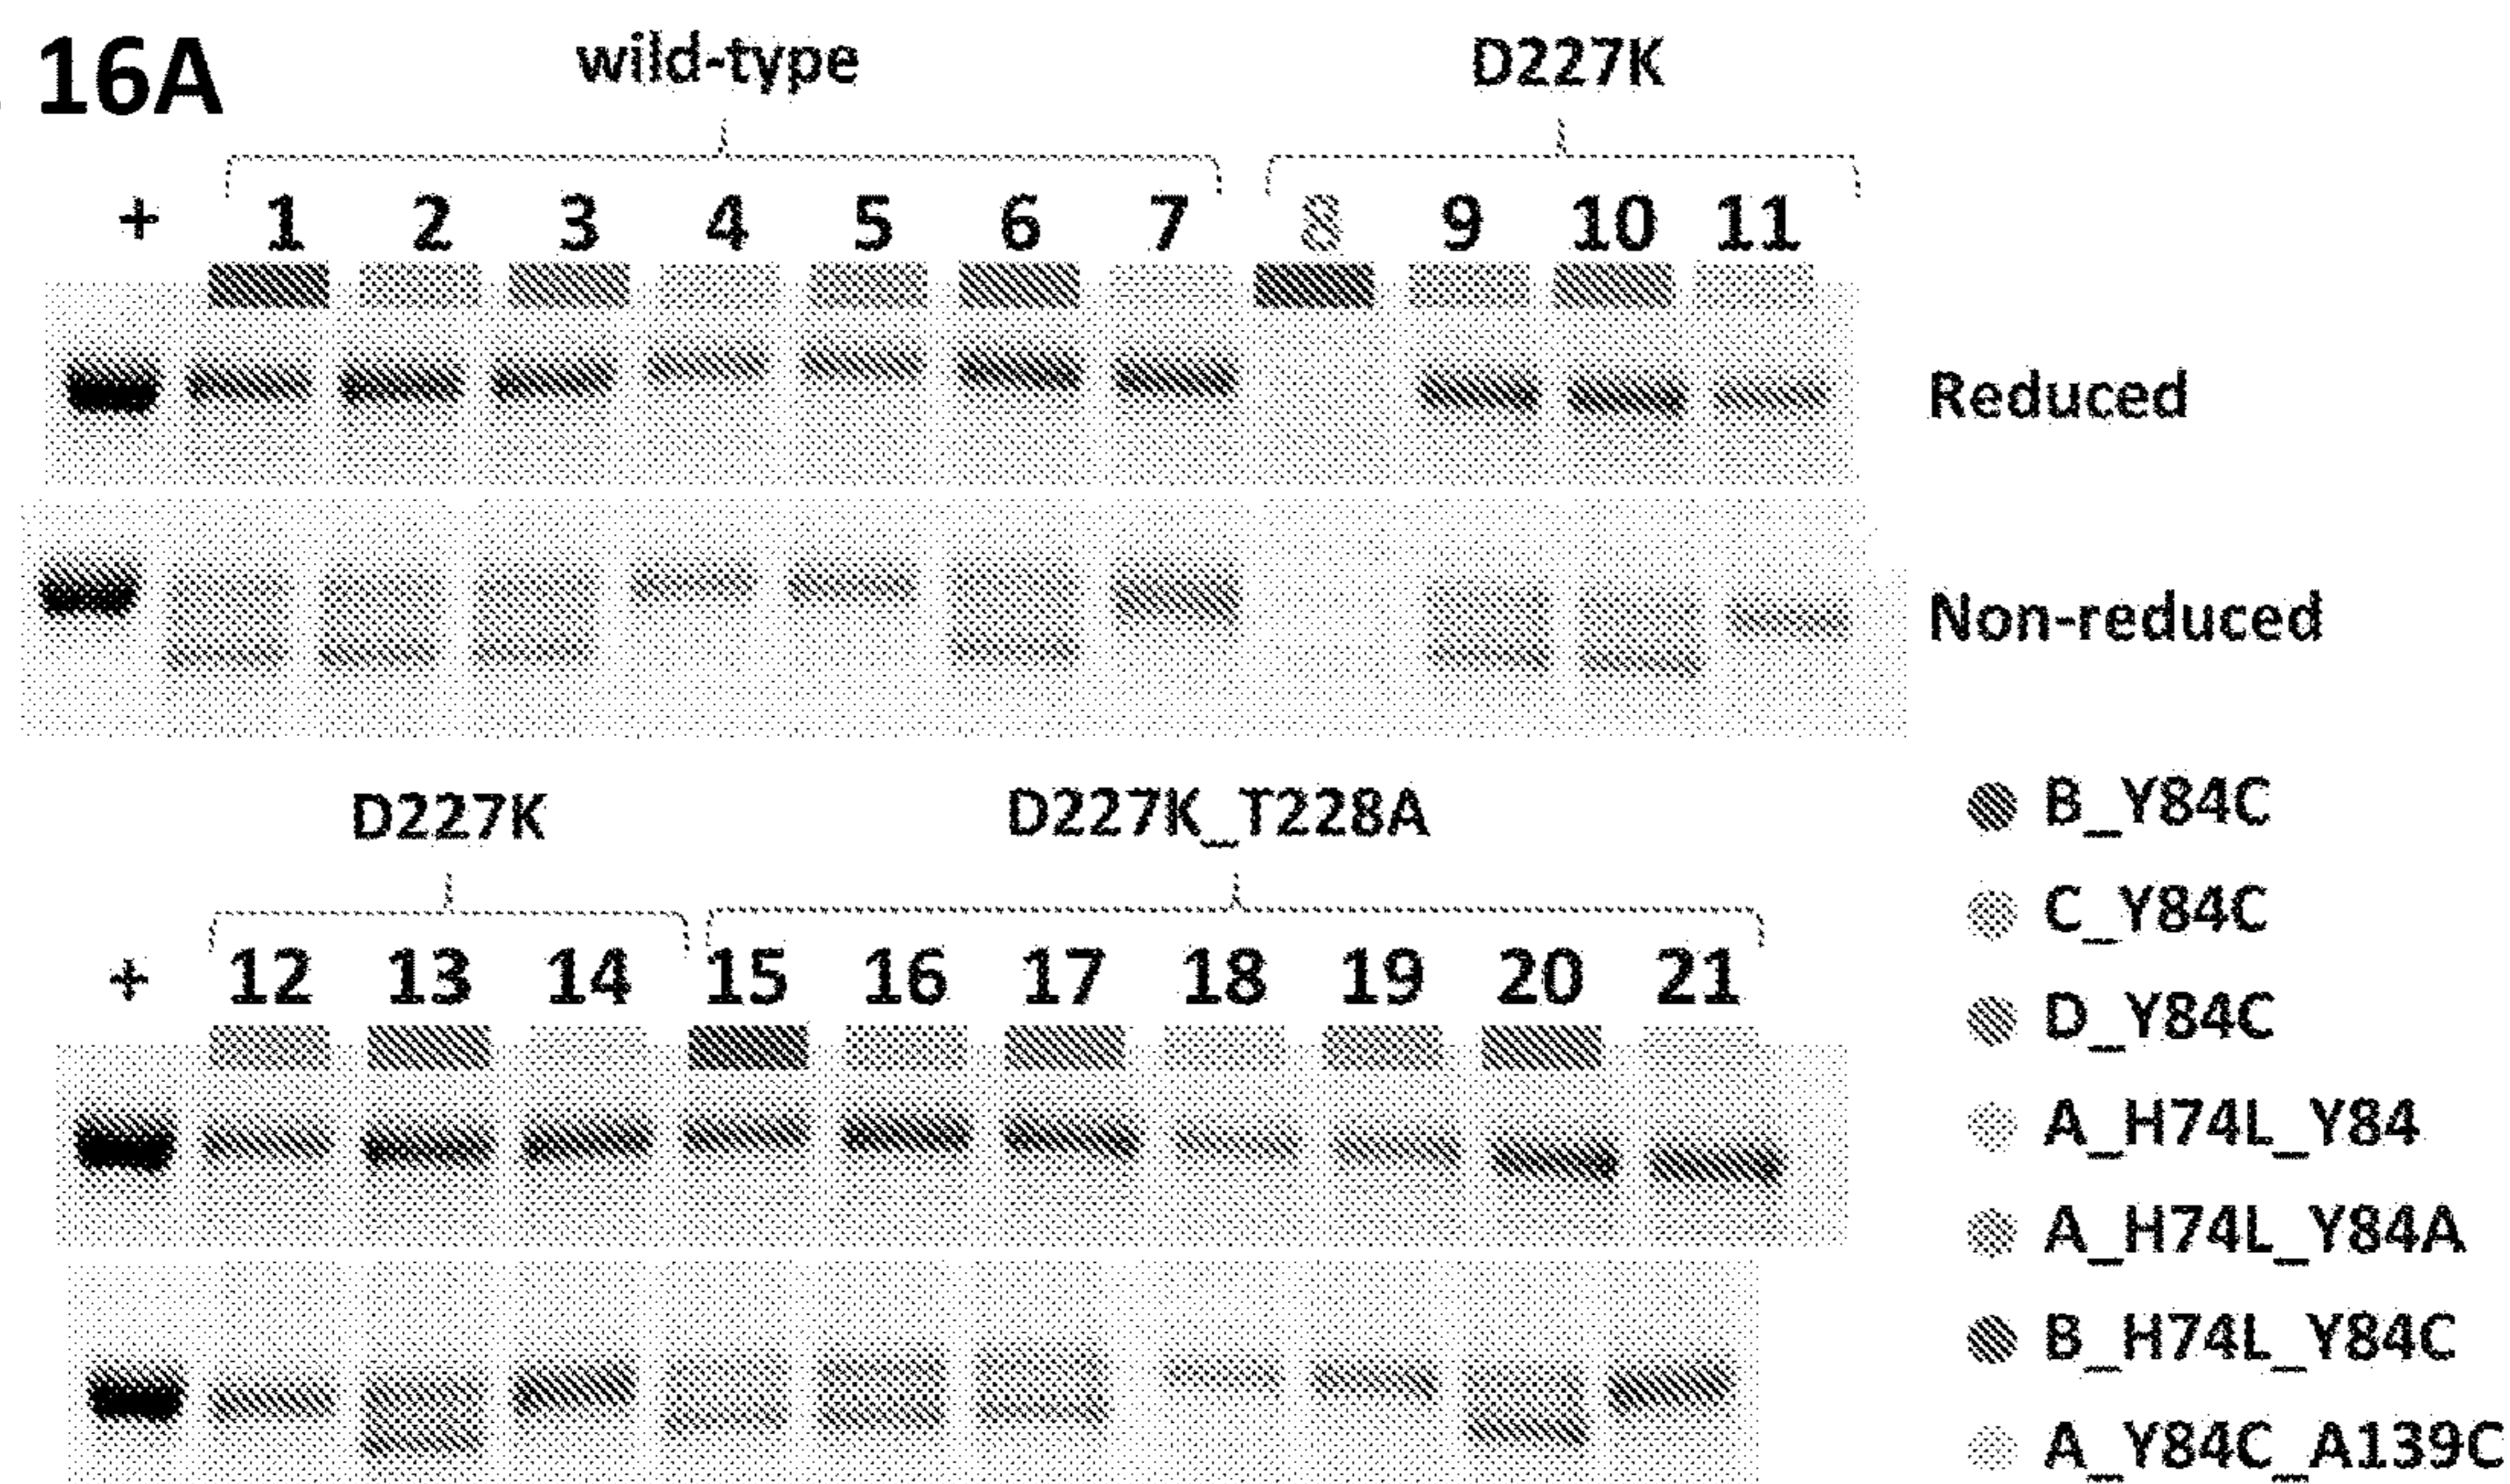 16A
wild-type D227K
+ 1 2 3 4 5 6 7 8 9 10 11
Reduced
Non-reduced
D227K D227K_T228A
+ 12 13 14 15 16 17 18 19 20 21
B_Y84C
C_Y84C
D_Y84C
A_H74L_Y84
A_H74L_Y84A
B_H74L_Y84C
A_Y84C_A139C